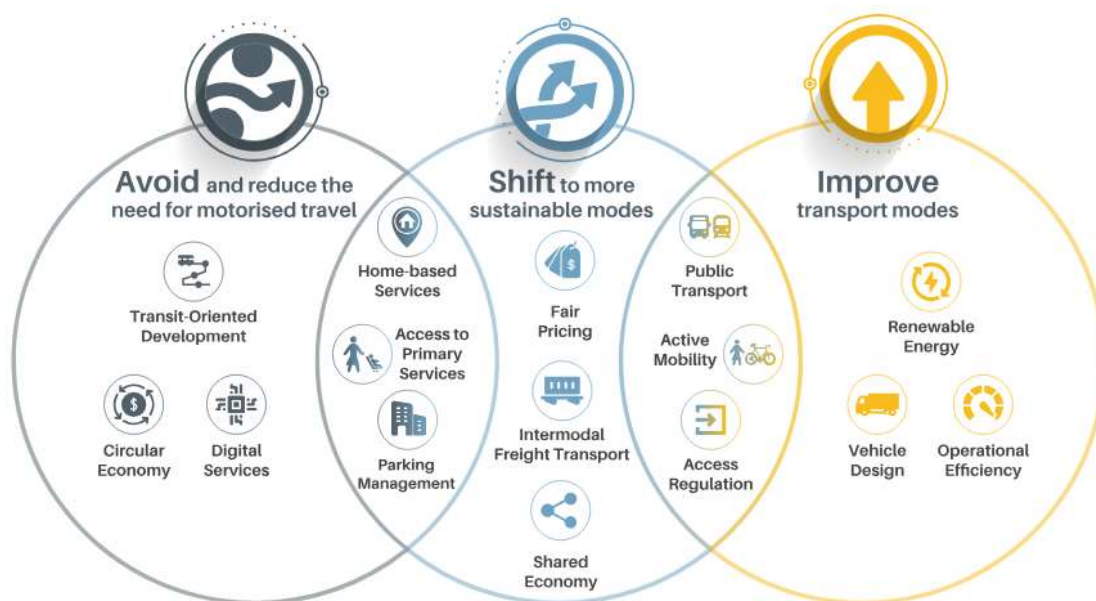 Avoid and reduce the
need for motorised travel
Transit-Oriented
Development
Circular
Economy
Digital
Services
Home-based
Services
Access to
Primary
Services
Parking
Management
Shift to more
sustainable modes
Fair
Pricing
Intermodal
Freight Transport
Shared
Economy
Public
Transport
Active
Mobility
Access
Regulation
Improve
transport modes
Renewable
Energy
Vehicle
Design
Operational
Efficiency